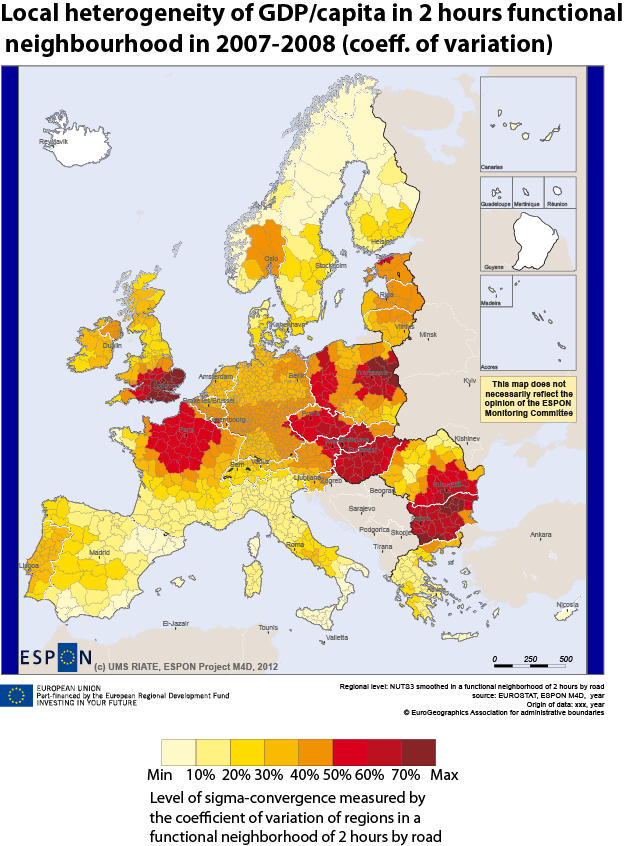 Local heterogeneity of GDP/capita in 2 hours functional
neighbourhood in 2007-2008 (coeff. of variation)
Reykjavik
Canarias
Guadeloupe Martinique Réunion
Guyane
Madeira
Acores
This map does not
necessarily reflect the
opinion of the ESPON
Monitoring Committee
Oslo
Helsinki
Stockholm
Riga
Vilnius
Minsk
København
Dublin
Amsterdam
Berlin
Kyiv
Bruxelles/Brussel
Paris
Kishinev
Bern
Vaduz
Ljubljana
Zagreb
Beograd
Sarajevo
Podgorica
Skopje
Tirana
Ankara
Roma
Madrid
Lisboa
El-Jazair
Tounis
Valletta
Nicosia
ESPON
(c) UMS RIATE, ESPON Project M4D, 2012
0 250 500
EUROPEAN UNION
Part-financed by the European Regional Development Fund
INVESTING IN YOUR FUTURE
Regional level: NUTS3 smoothed in a functional neighborhood of 2 hours by road
source: EUROSTAT, ESPON M4D, year
Origin of data: xxx, year
© EuroGeographics Association for administrative boundaries
Min 10% 20% 30% 40% 50% 60% 70% Max
Level of sigma-convergence measured by
the coefficient of variation of regions in a
functional neighborhood of 2 hours by road